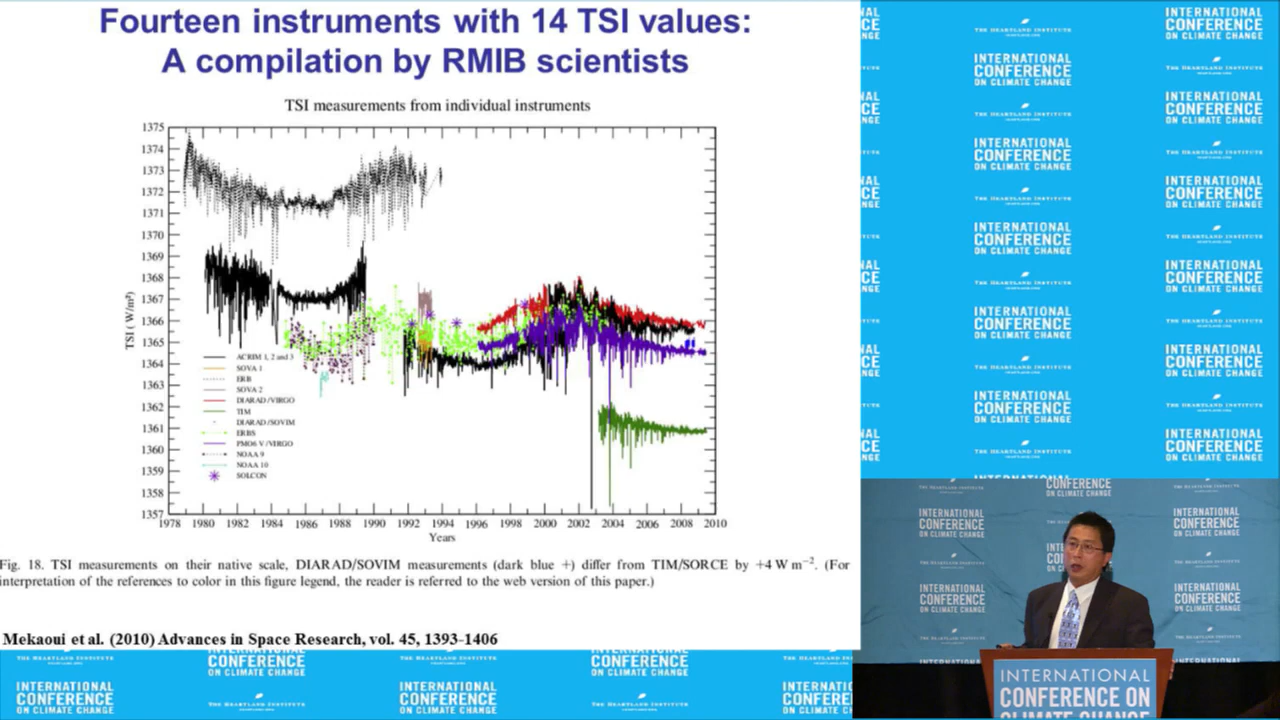 Fourteen instruments with 14 TSI values:
A compilation by RMIB scientists
TSI measurements from individual instruments
1375
1374
1373
1372
1371
1370
1369
1368
1367
1366
1365
1364
1363
1362
1361
1360
1359
1358
1357
TSI ( W/m²)
ACRIM 1, 2 and 3
SOVA 1
ERB
SOVA 2
DIARAD/VIRGO
TIM
DIARAD/SOVIM
ERBS
PMO6 V/VIRGO
NOAA 9
NOAA 10
SOLCON
1978 1980 1982 1984 1986 1988 1990 1992 1994 1996 1998 2000 2002 2004 2006 2008 2010
Years
Fig. 18. TSI measurements on their native scale, DIARAD/SOVIM measurements (dark blue +) differ from TIM/SORCE by +4 W m⁻². (For
interpretation of the references to color in this figure legend, the reader is referred to the web version of this paper.)
Mekaoui et al. (2010) Advances in Space Research, vol. 45, 1393-1406
INTERNATIONAL
CONFERENCE
ON CLIMATE CHANGE
THE HEARTLAND INSTITUTE
INTERNATIONAL
CONFERENCE ON
CLIMATE CHANGE